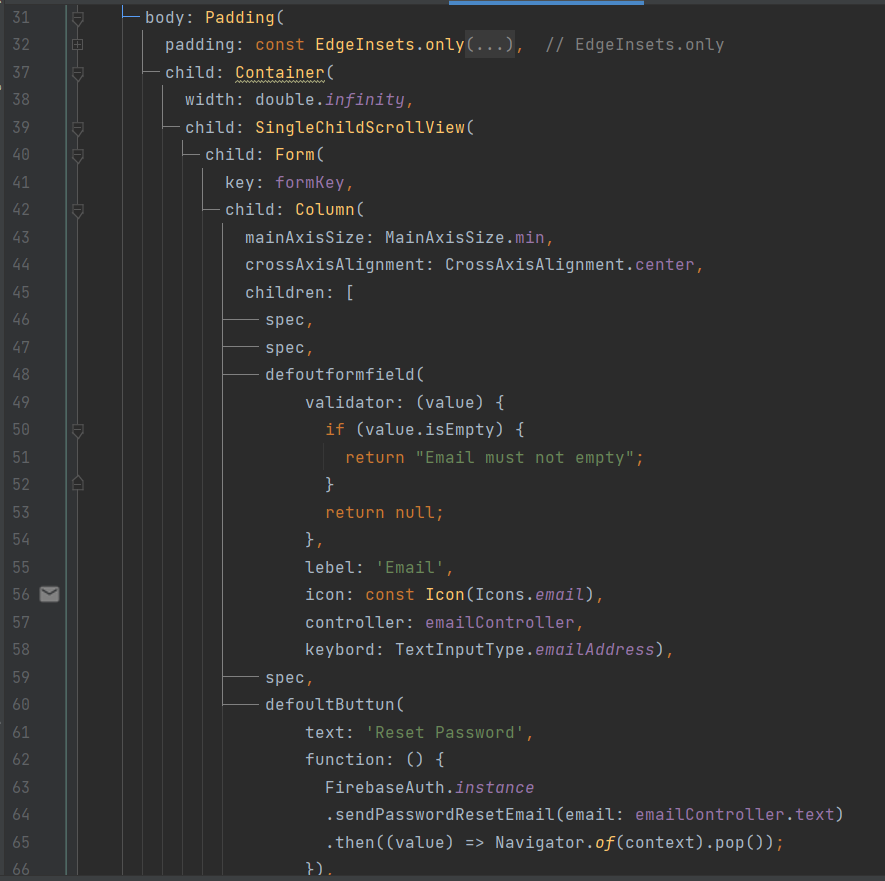 31 body: Padding(
32 padding: const EdgeInsets.only(...), // EdgeInsets.only
37 child: Container(
38 width: double.infinity,
39 child: SingleChildScrollView(
40 child: Form(
41 key: formKey,
42 child: Column(
43 mainAxisSize: MainAxisSize.min,
44 crossAxisAlignment: CrossAxisAlignment.center,
45 children: [
46 spec,
47 spec,
48 defoutformfield(
49 validator: (value) {
50 if (value.isEmpty) {
51 return "Email must not empty";
52 }
53 return null;
54 },
55 lebel: 'Email',
56 icon: const Icon(Icons.email),
57 controller: emailController,
58 keybord: TextInputType.emailAddress),
59 spec,
60 defoultButtun(
61 text: 'Reset Password',
62 function: () {
63 FirebaseAuth.instance
64 .sendPasswordResetEmail(email: emailController.text)
65 .then((value) => Navigator.of(context).pop());
66 }),